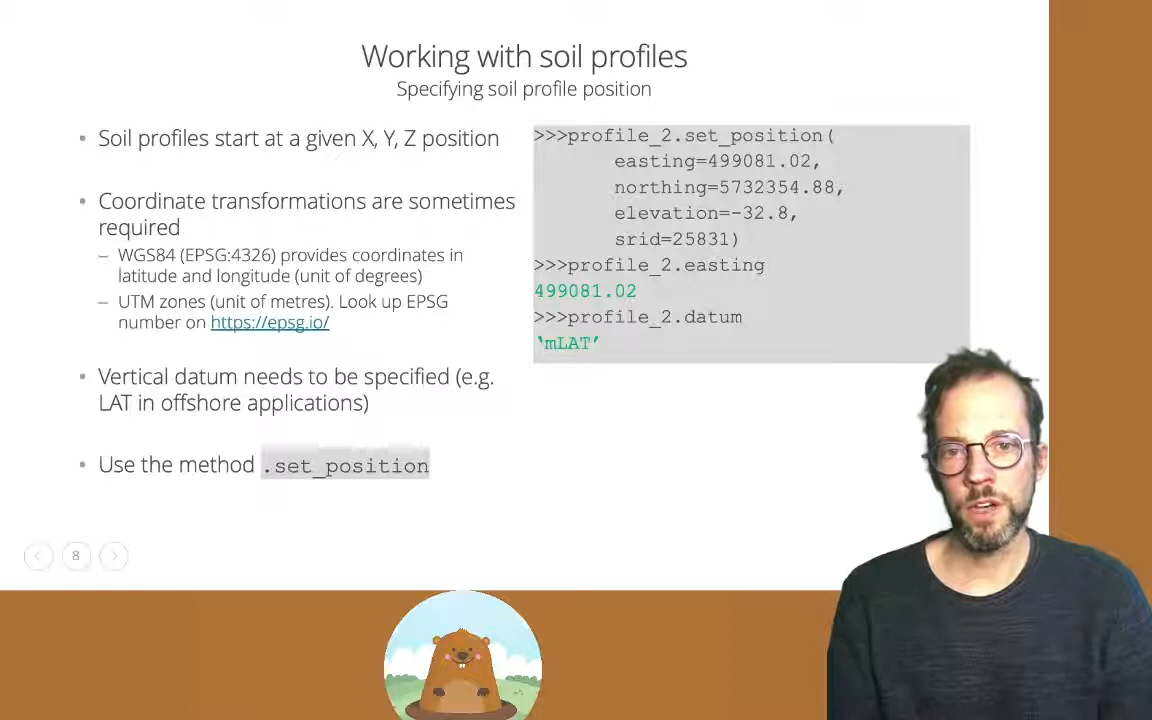 Working with soil profiles
Specifying soil profile position
• Soil profiles start at a given X, Y, Z position
• Coordinate transformations are sometimes
required
– WGS84 (EPSG:4326) provides coordinates in
latitude and longitude (unit of degrees)
– UTM zones (unit of metres). Look up EPSG
number on https://epsg.io/
• Vertical datum needs to be specified (e.g.
LAT in offshore applications)
• Use the method .set_position
>>>profile_2.set_position(
easting=499081.02,
northing=5732354.88,
elevation=-32.8,
srid=25831)
>>>profile_2.easting
499081.02
>>>profile_2.datum
‘mLAT’
8